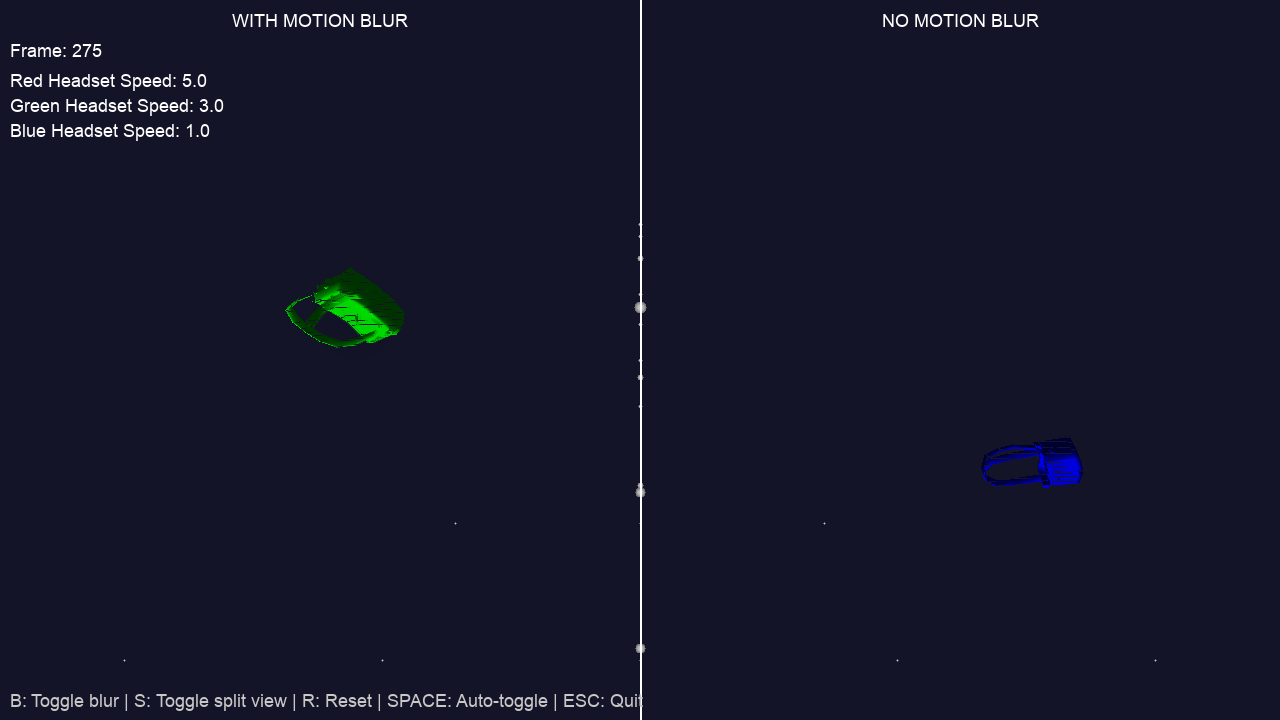 WITH MOTION BLUR
NO MOTION BLUR
Frame: 275
Red Headset Speed: 5.0
Green Headset Speed: 3.0
Blue Headset Speed: 1.0
B: Toggle blur | S: Toggle split view | R: Reset | SPACE: Auto-toggle | ESC: Quit